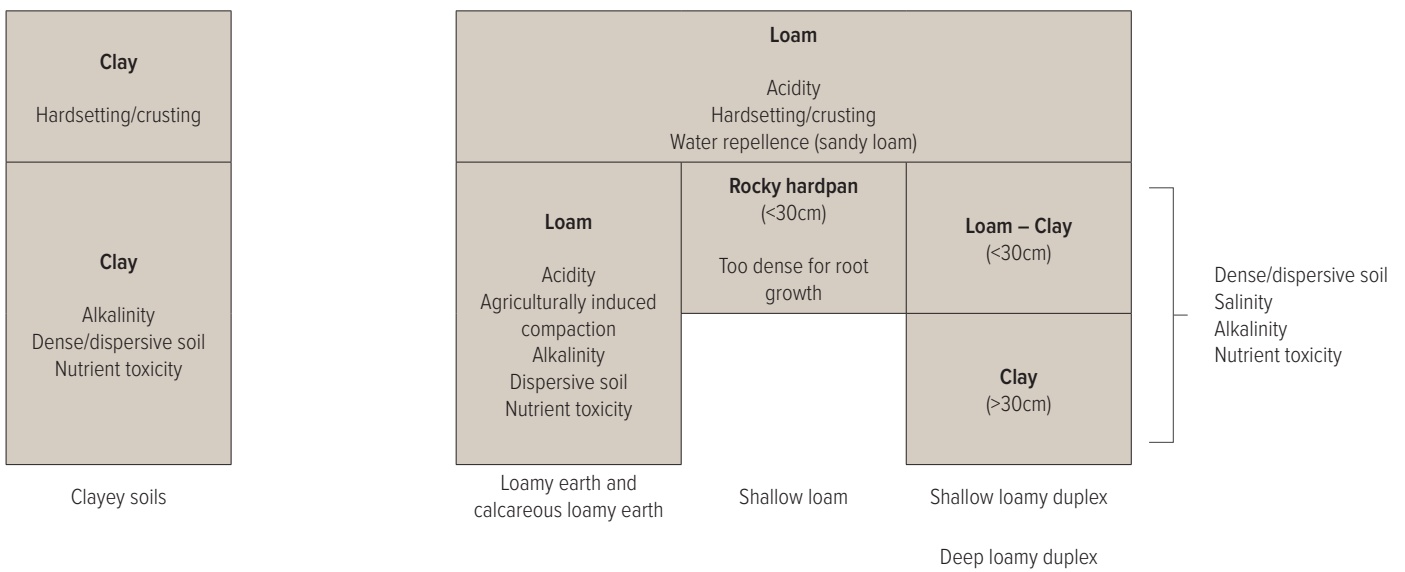 Clay
Hardsetting/crusting
Clay
Alkalinity
Dense/dispersive soil
Nutrient toxicity
Clayey soils
Loam
Acidity
Hardsetting/crusting
Water repellence (sandy loam)
Loam
Acidity
Agriculturally induced
compaction
Alkalinity
Dispersive soil
Nutrient toxicity
Loamy earth and
calcareous loamy earth
Rocky hardpan
(<30cm)
Too dense for root
growth
Shallow loam
Loam – Clay
(<30cm)
Clay
(>30cm)
Shallow loamy duplex
Deep loamy duplex
Dense/dispersive soil
Salinity
Alkalinity
Nutrient toxicity